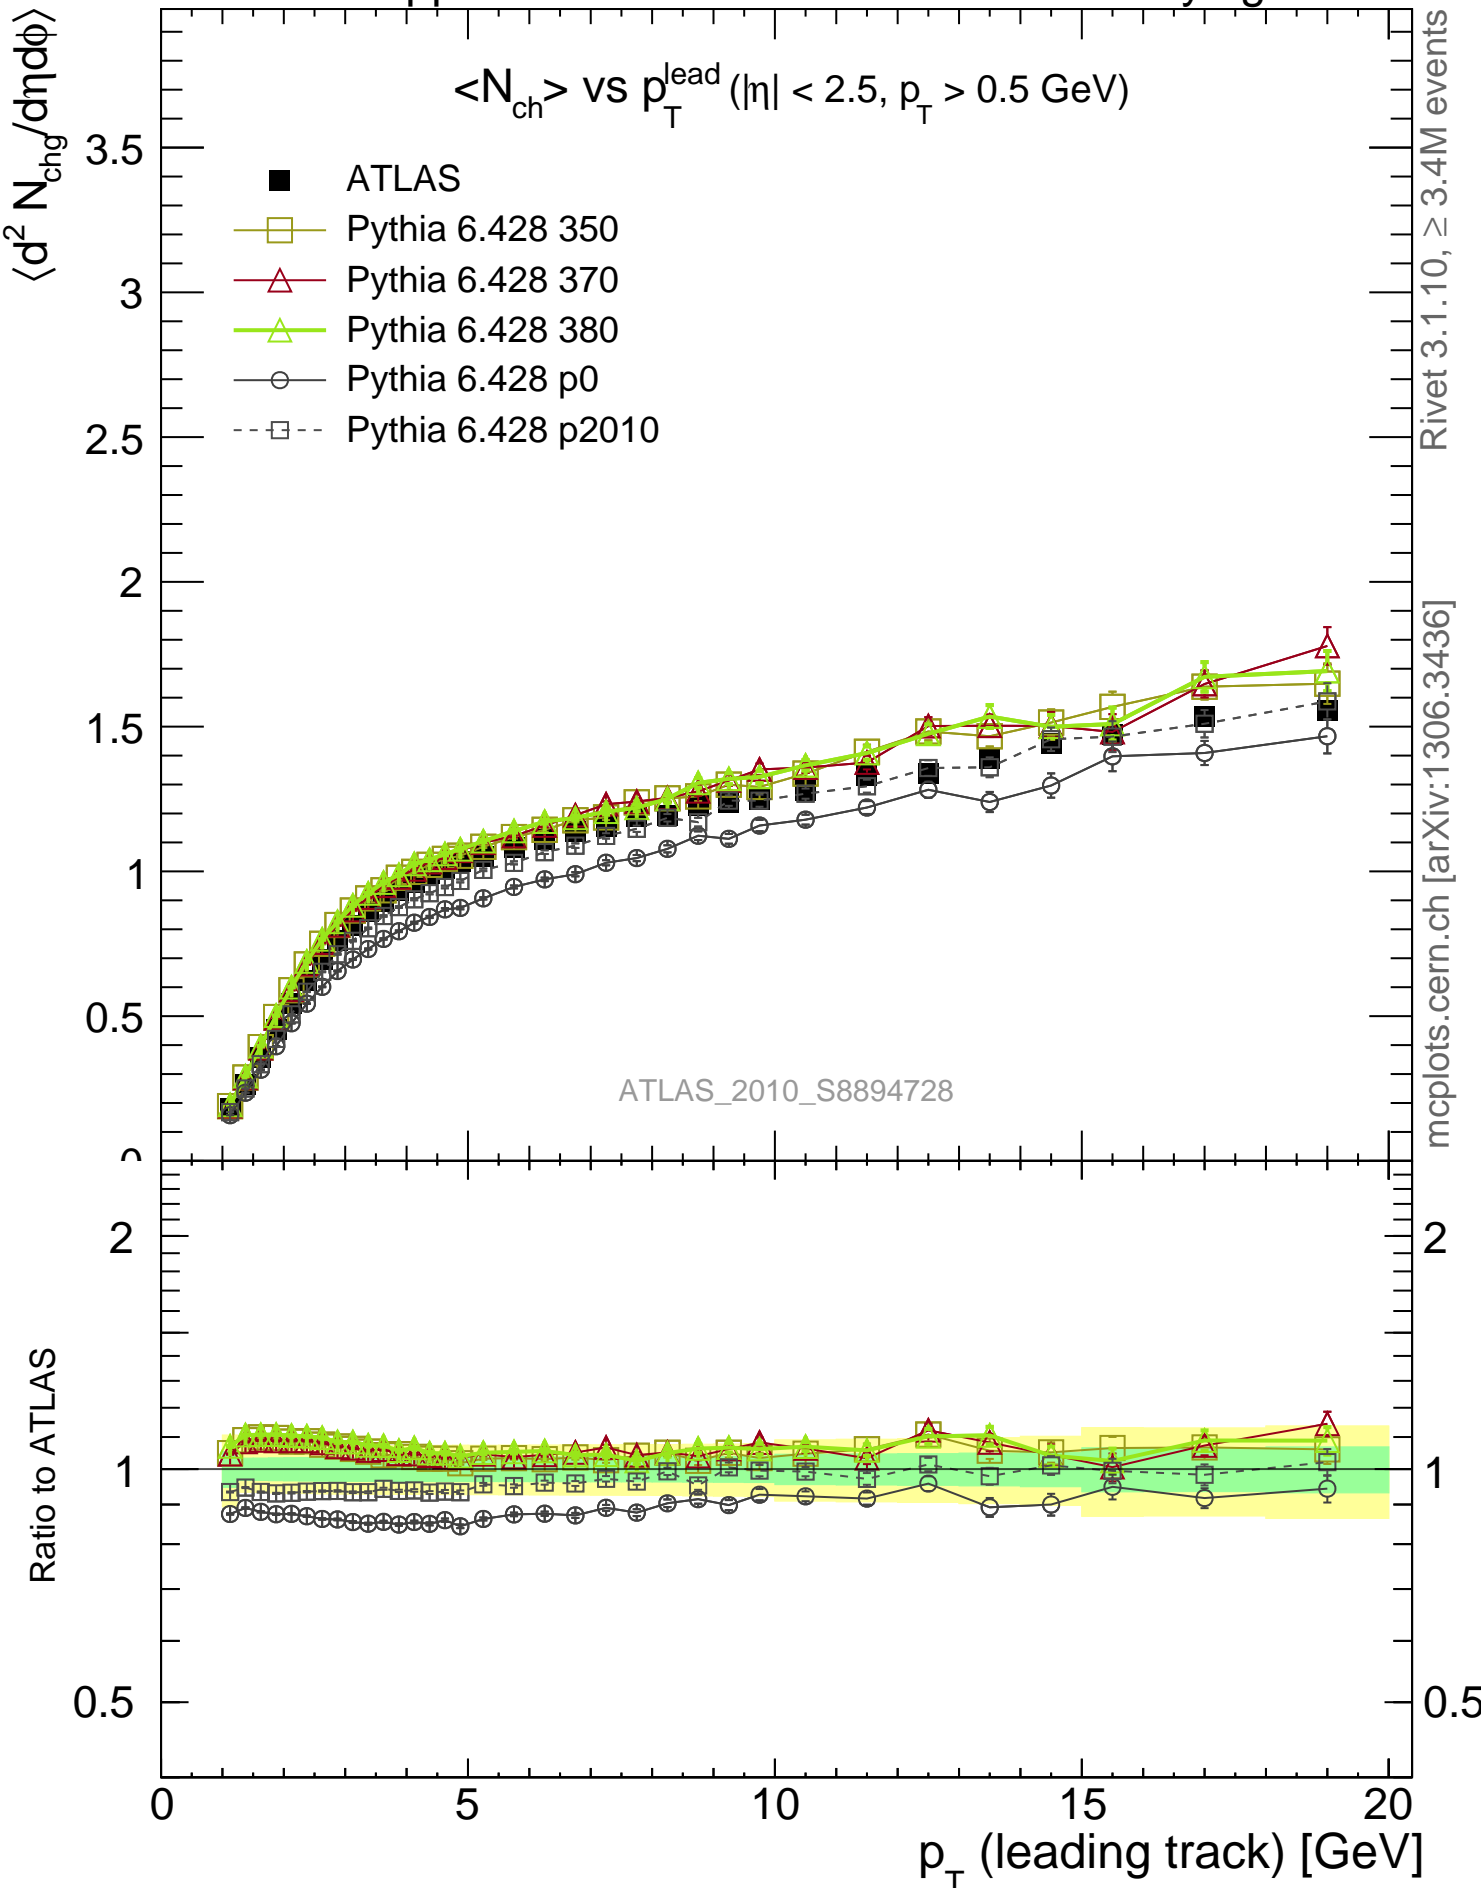 ⟨d² N_chg/dηdϕ⟩
<N_ch> vs p_T^lead (|η| < 2.5, p_T > 0.5 GeV)
ATLAS
Pythia 6.428 350
Pythia 6.428 370
Pythia 6.428 380
Pythia 6.428 p0
Pythia 6.428 p2010
3.5
3
2.5
2
1.5
1
0.5
0
ATLAS_2010_S8894728
Rivet 3.1.10, ≥ 3.4M events
mcplots.cern.ch [arXiv:1306.3436]
Ratio to ATLAS
2
1
0.5
2
1
0.5
0
5
10
15
20
p_T (leading track) [GeV]